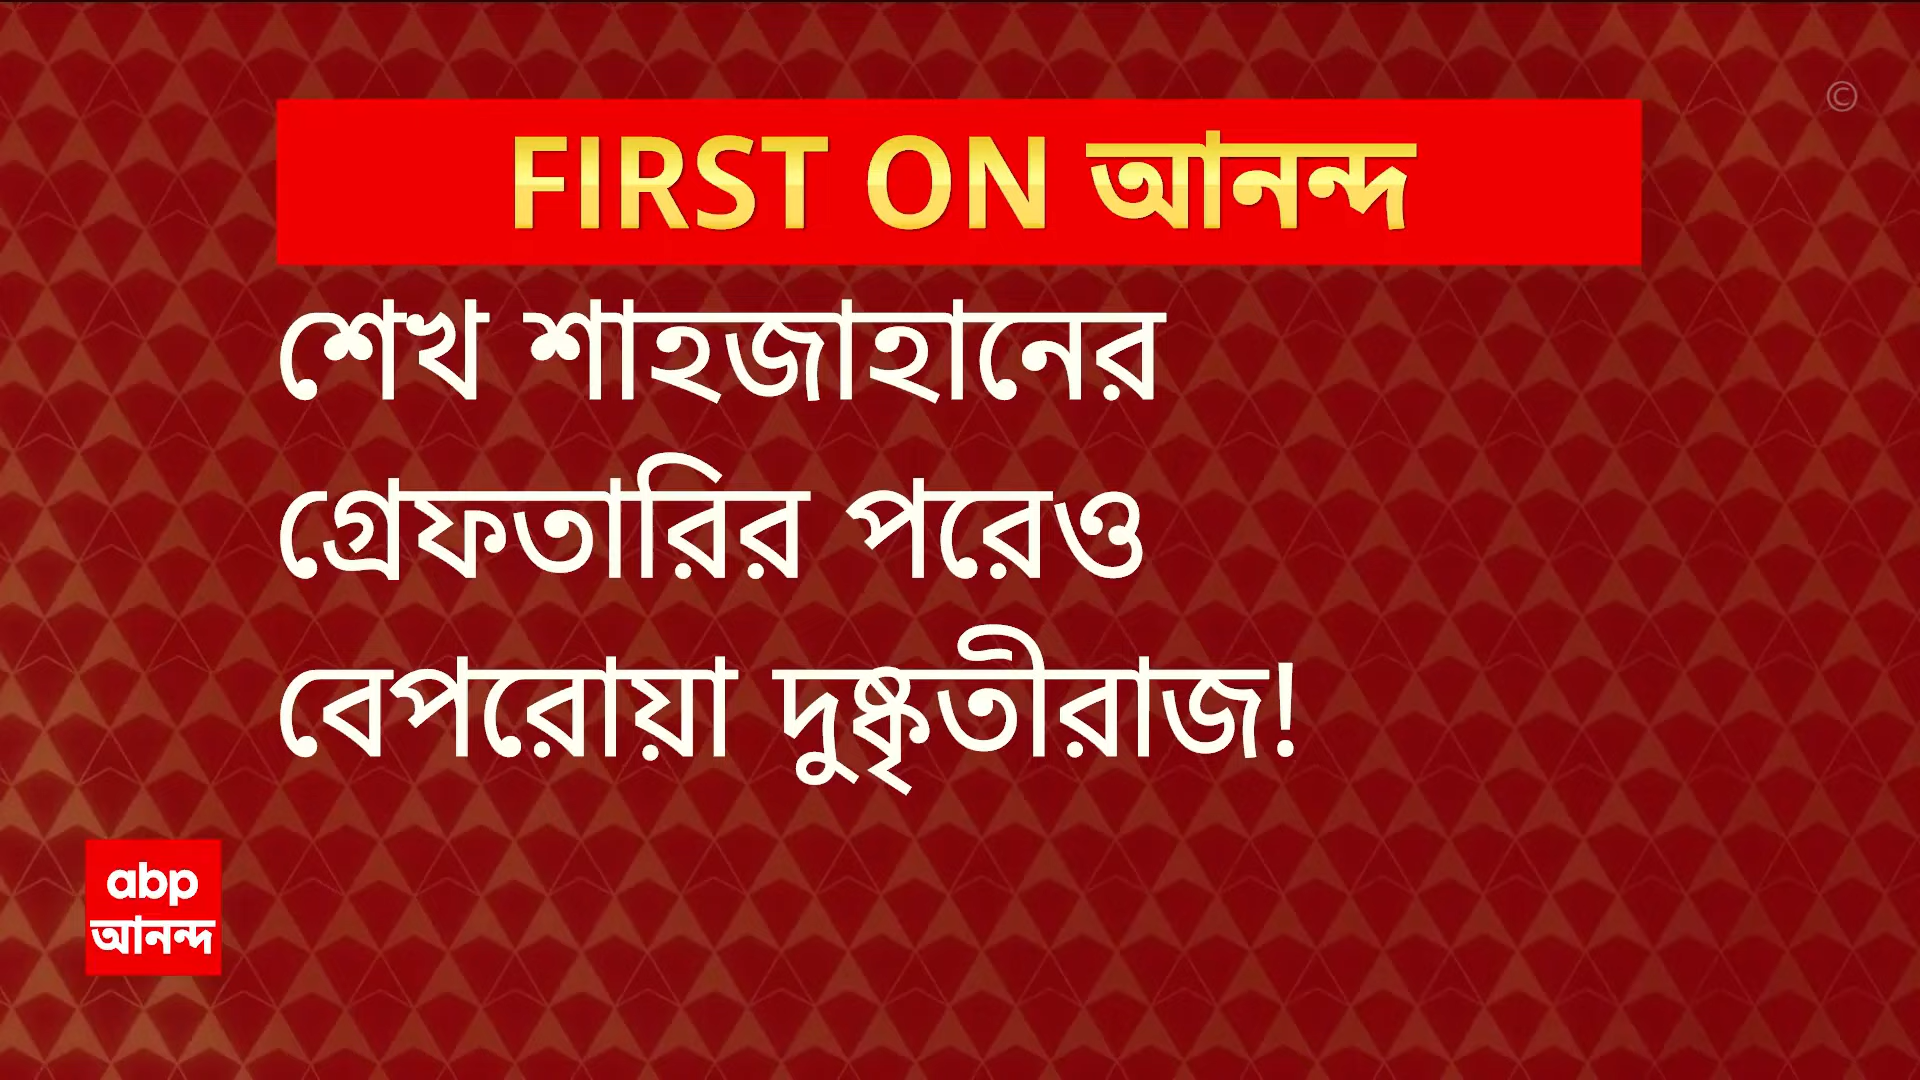 ©
FIRST ON আনন্দ
শেখ শাহজাহানের
গ্রেফতারির পরেও
বেপরোয়া দুষ্কৃতীরাজ!
abp
আনন্দ